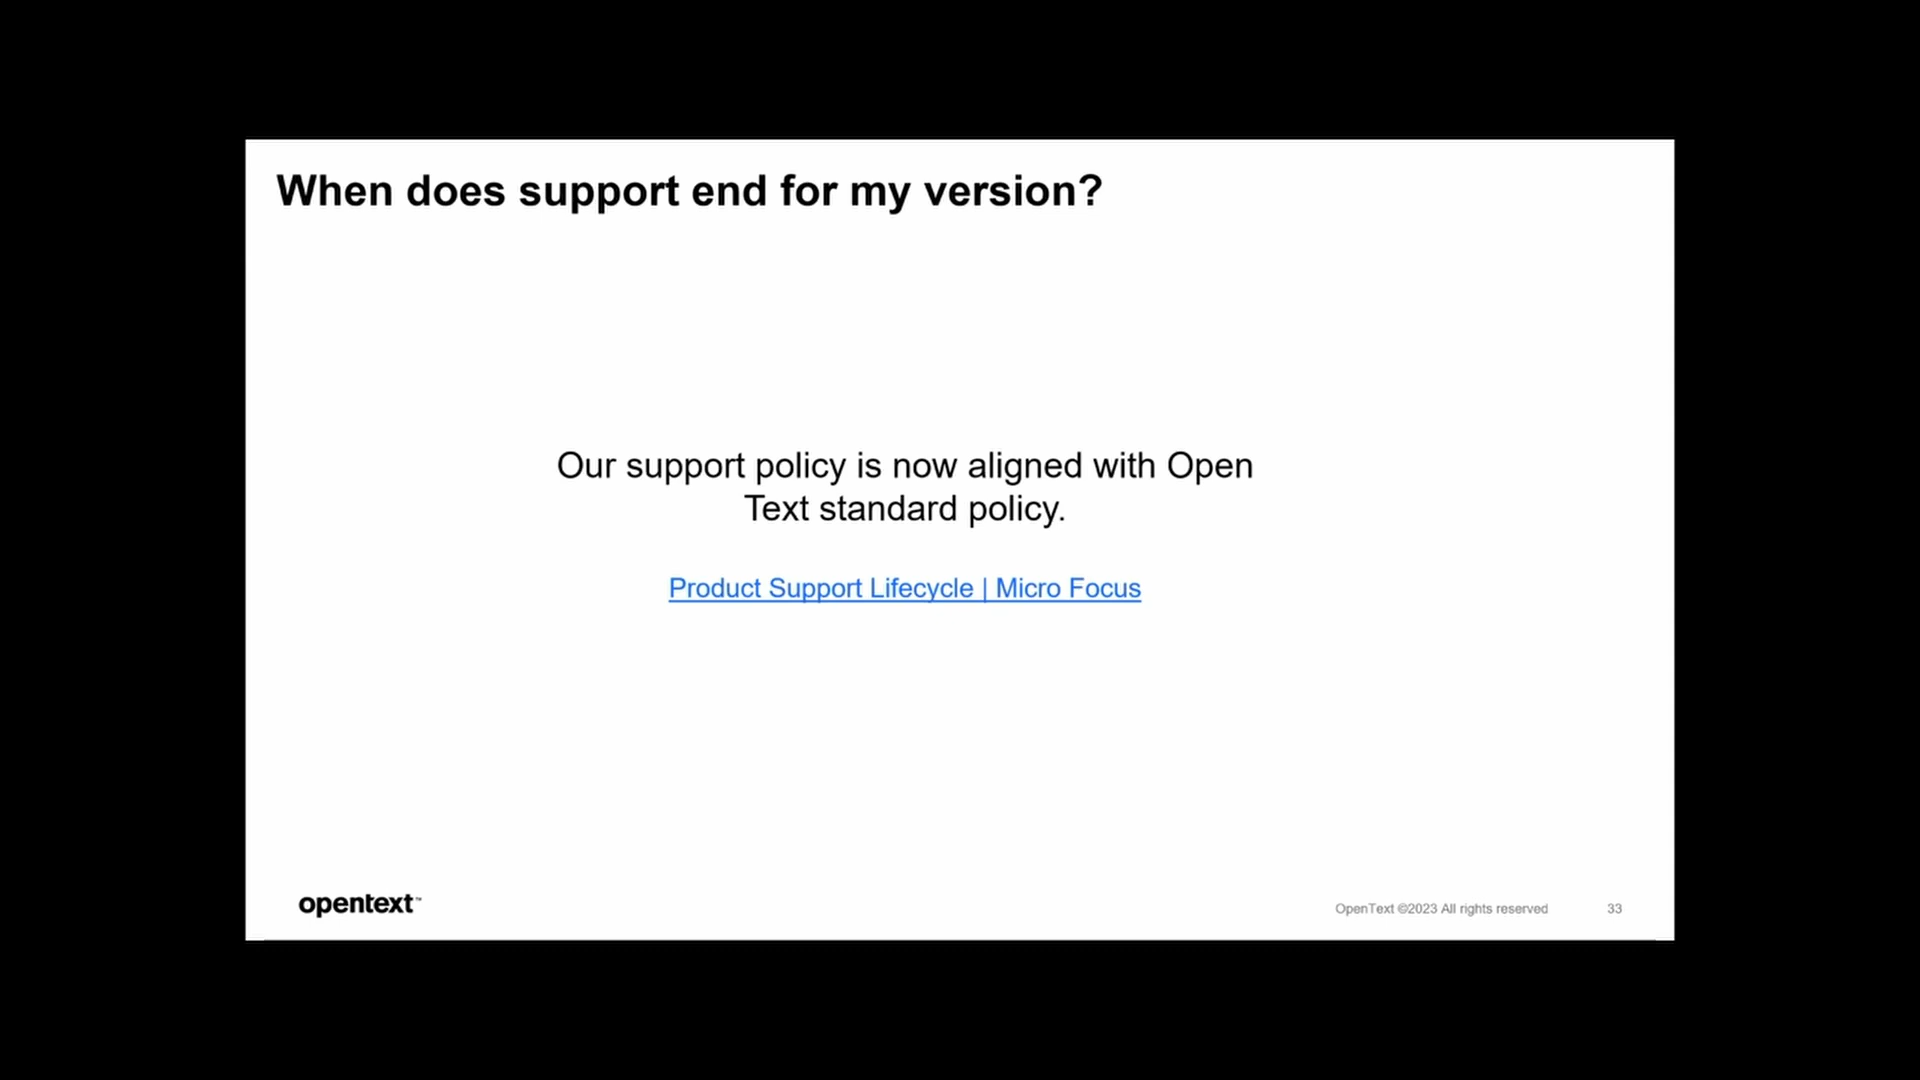 When does support end for my version?
Our support policy is now aligned with Open
Text standard policy.
Product Support Lifecycle | Micro Focus
opentext™
OpenText ©2023 All rights reserved
33